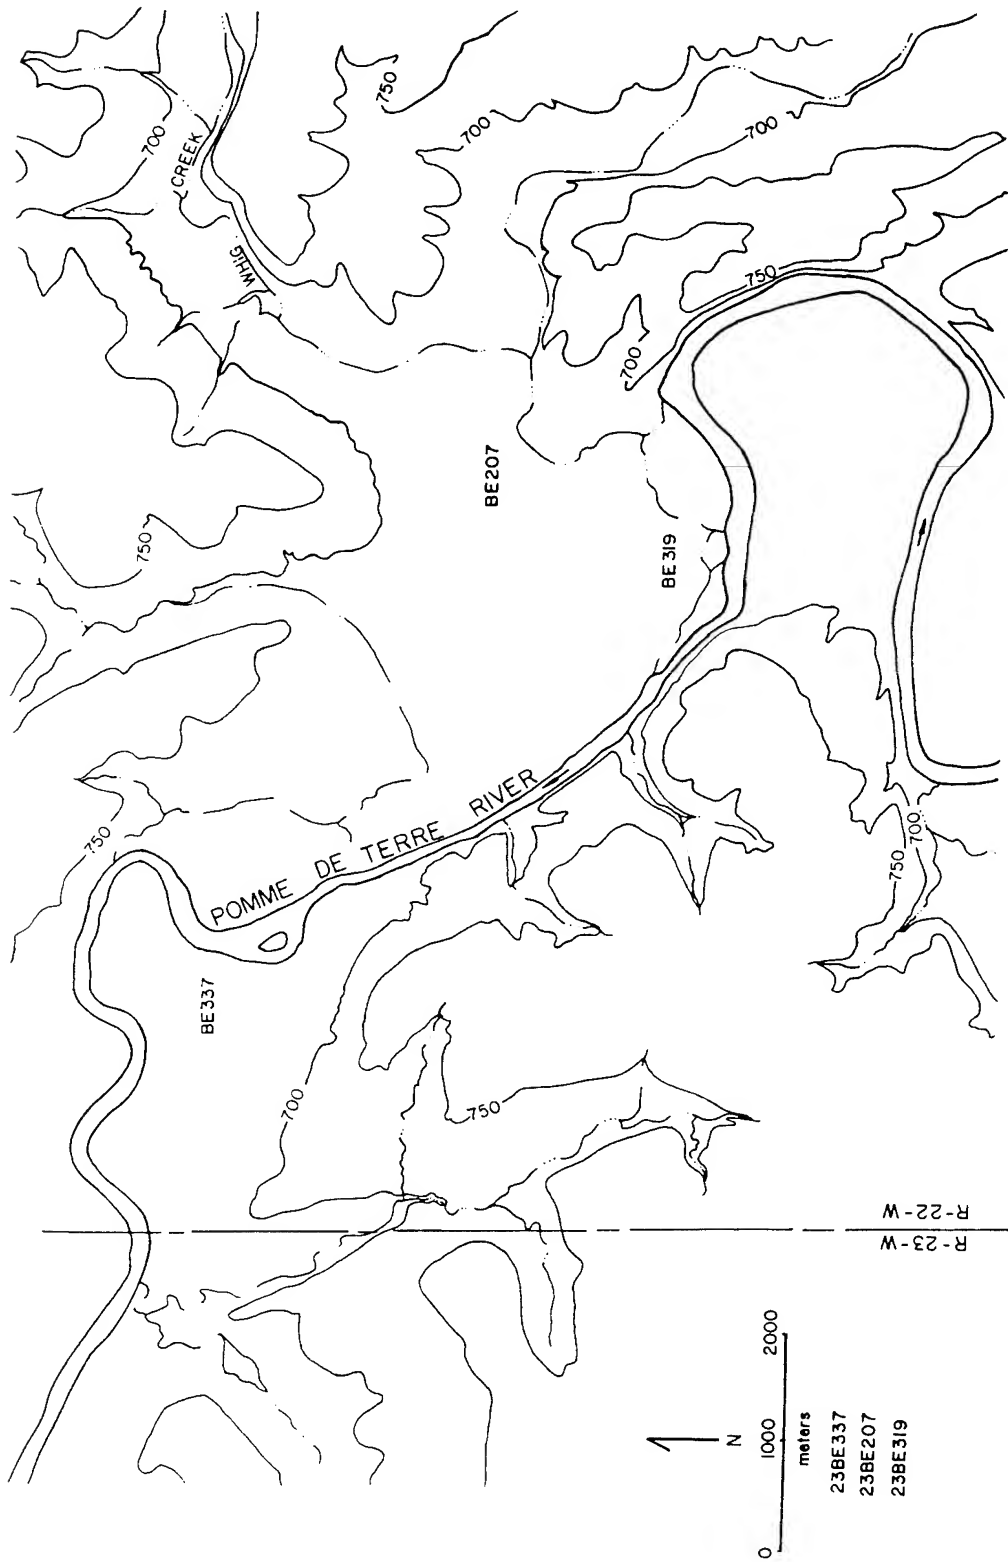 750
700
CREEK
700
700
WHIG
750
700
BE207
750
BE319
POMME DE TERRE RIVER
750
700
750
BE337
700
750
R-22-W
R-23-W
N
0 1000 2000
meters
23BE337
23BE207
23BE319